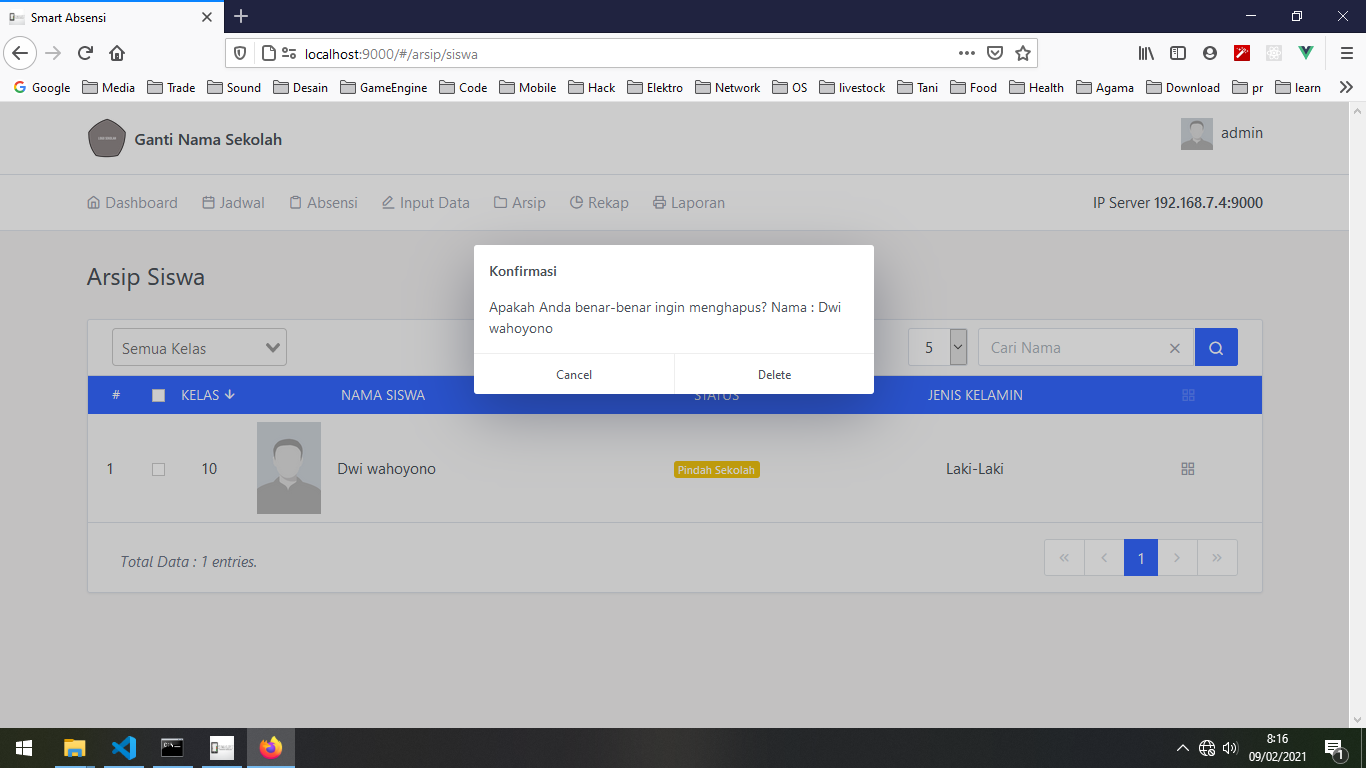 Smart Absensi
localhost:9000/#/arsip/siswa
Google Media Trade Sound Desain GameEngine Code Mobile Hack Elektro Network OS livestock Tani Food Health Agama Download pr learn
Ganti Nama Sekolah
admin
Dashboard Jadwal Absensi Input Data Arsip Rekap Laporan
IP Server 192.168.7.4:9000
Arsip Siswa
Konfirmasi
Apakah Anda benar-benar ingin menghapus? Nama : Dwi
wahoyono
Cancel Delete
Semua Kelas
5
Cari Nama
# KELAS NAMA SISWA STATUS JENIS KELAMIN
1 10 Dwi wahoyono Pindah Sekolah Laki-Laki
Total Data : 1 entries.
« ‹ 1 › »
8:16
09/02/2021
1